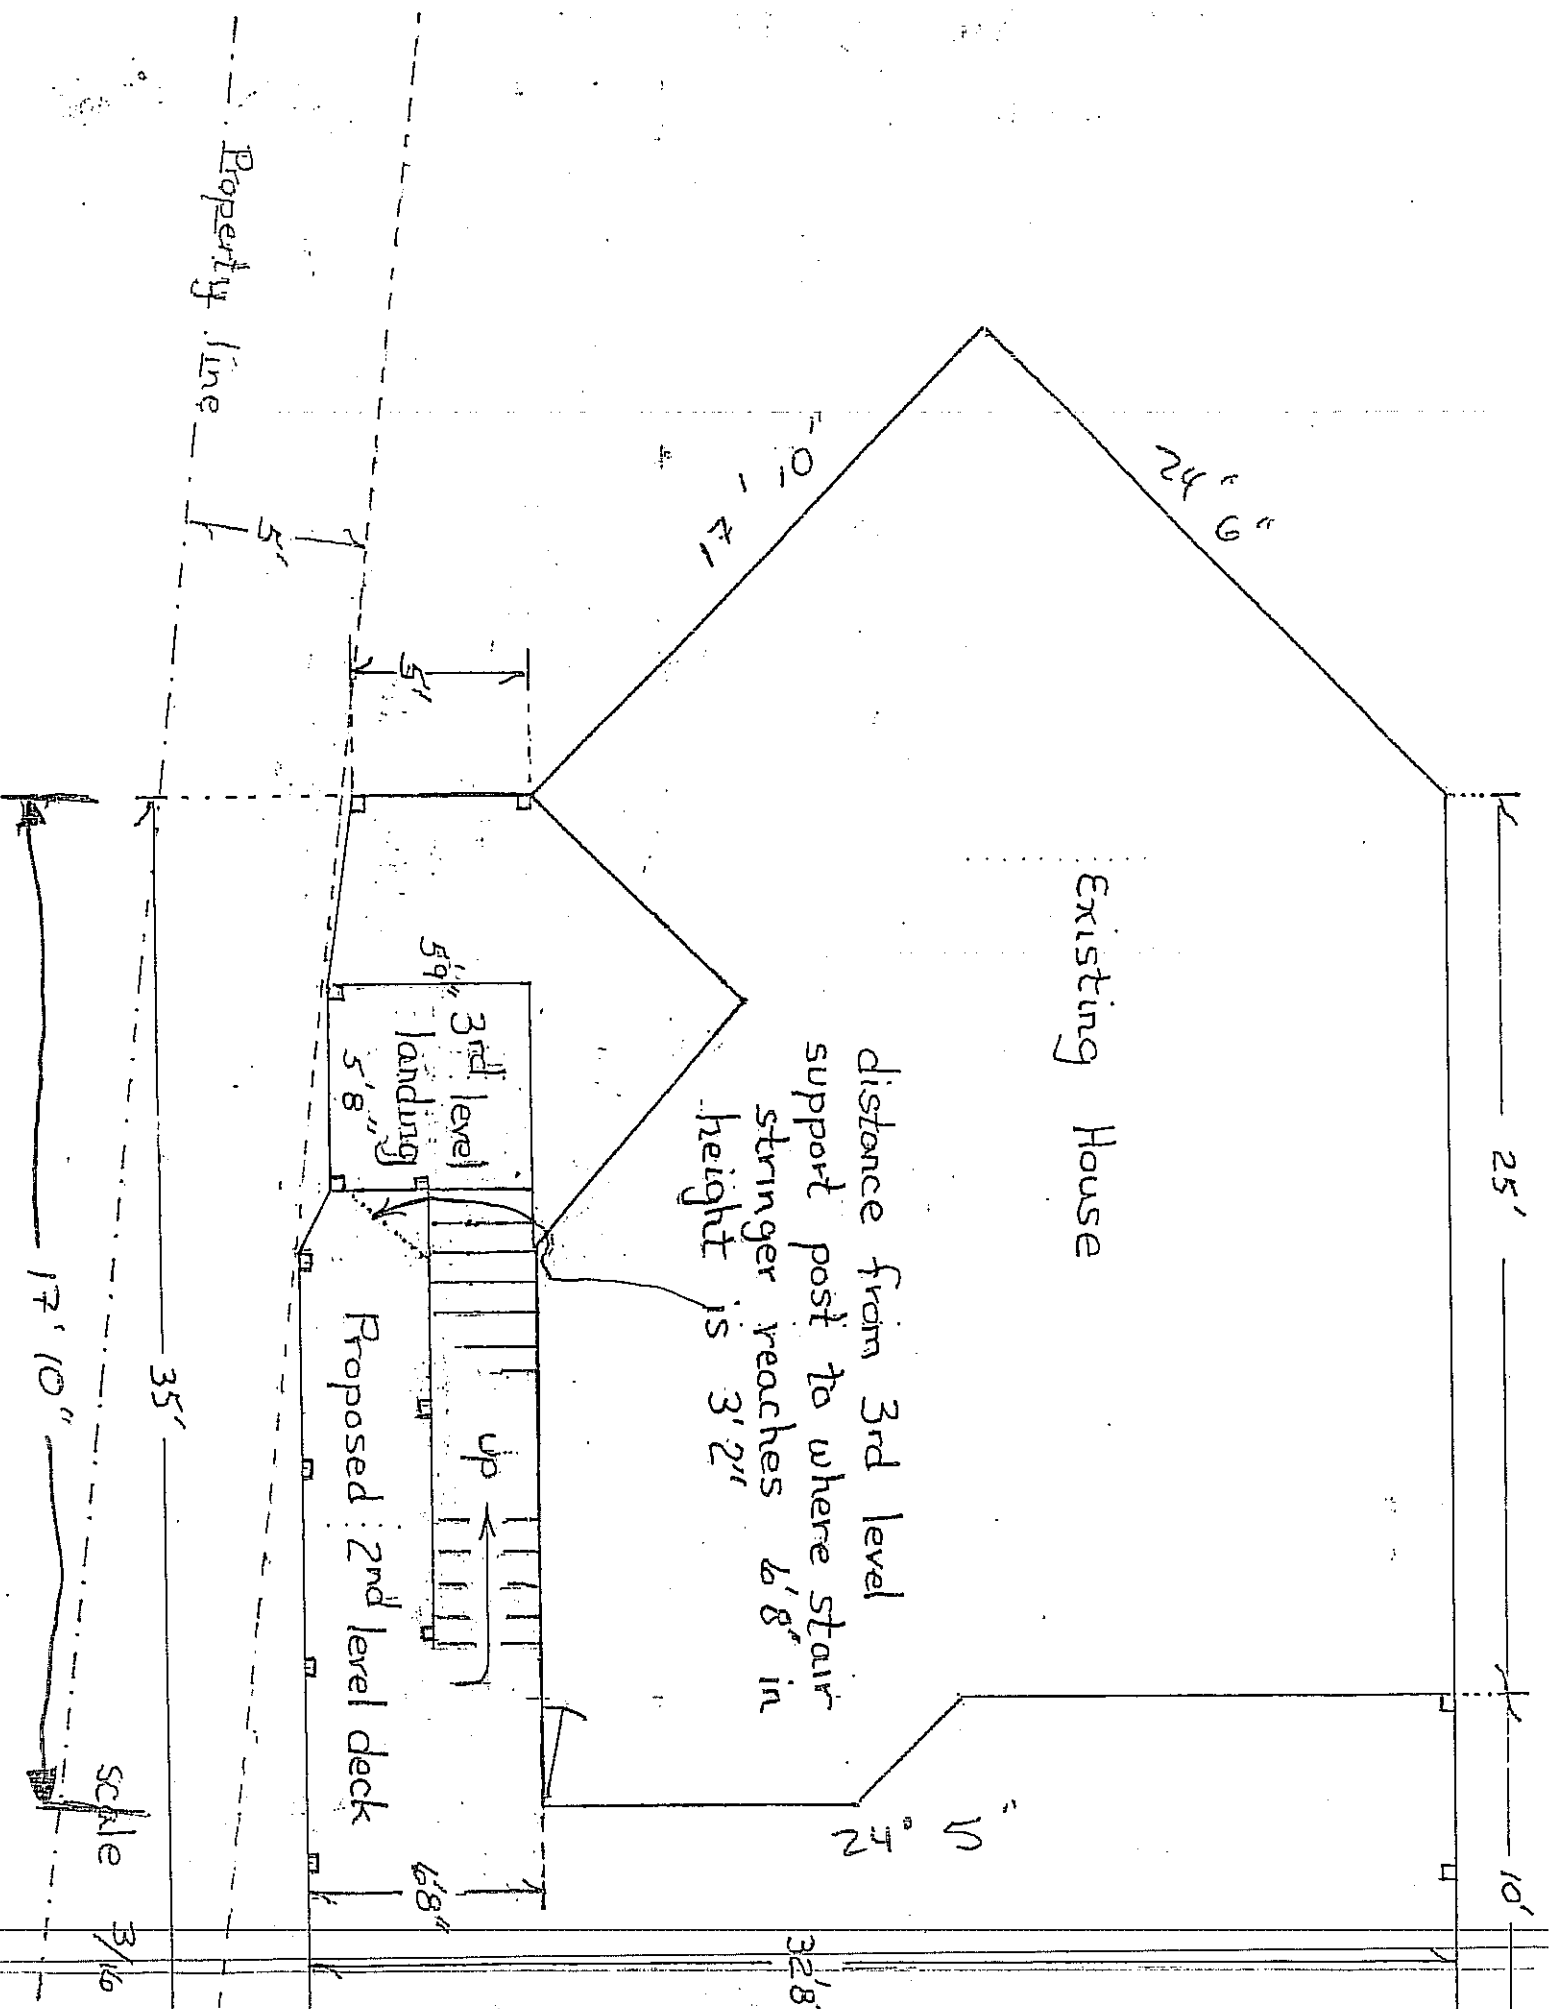 25'
10'
Existing House
24" 6"
17' 10"
distance from 3rd level
support post to where stair
stringer reaches 6'8" in
height is 3'2"
24" 5"
32'8"
5'
3rd level
landing
5'9"
5'8"
up
6'8"
Proposed 2nd level deck
5'
Property line
35'
17' 10"
Scale 3/16